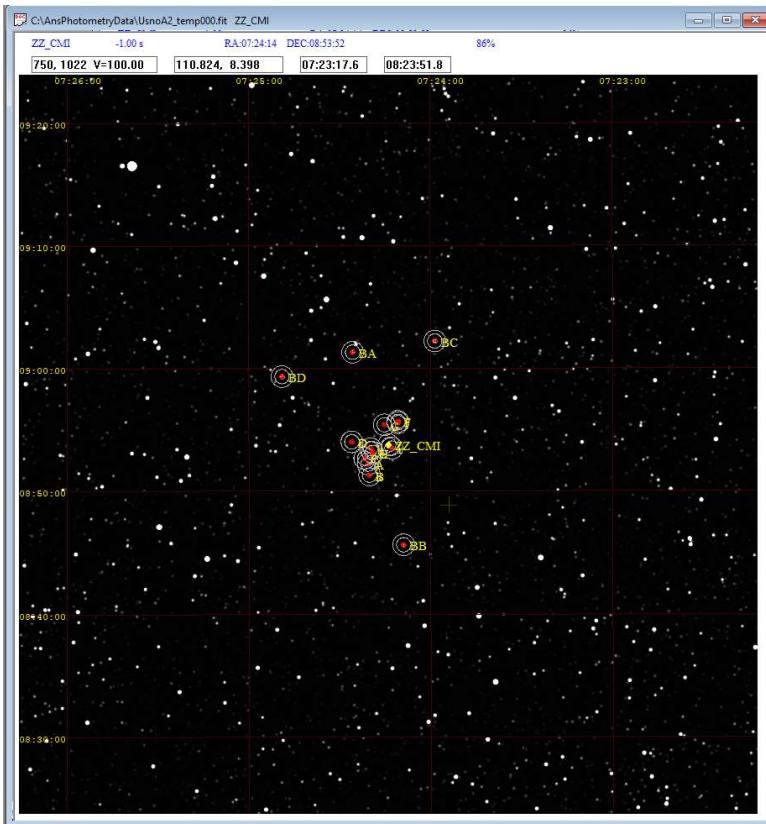 C:\AnsPhotometryData\UsnoA2_temp000.fit ZZ_CMI
ZZ_CMI -1.00 s RA:07:24:14 DEC:08:53:52 86%
750, 1022 V=100.00 110.824, 8.398 07:23:17.6 08:23:51.8
07:26:00 07:25:00 07:24:00 07:23:00
09:20:00
09:10:00
BC
BA
09:00:00
BD
ZZ_CMI
A
B
08:50:00
BB
08:40:00
08:30:00